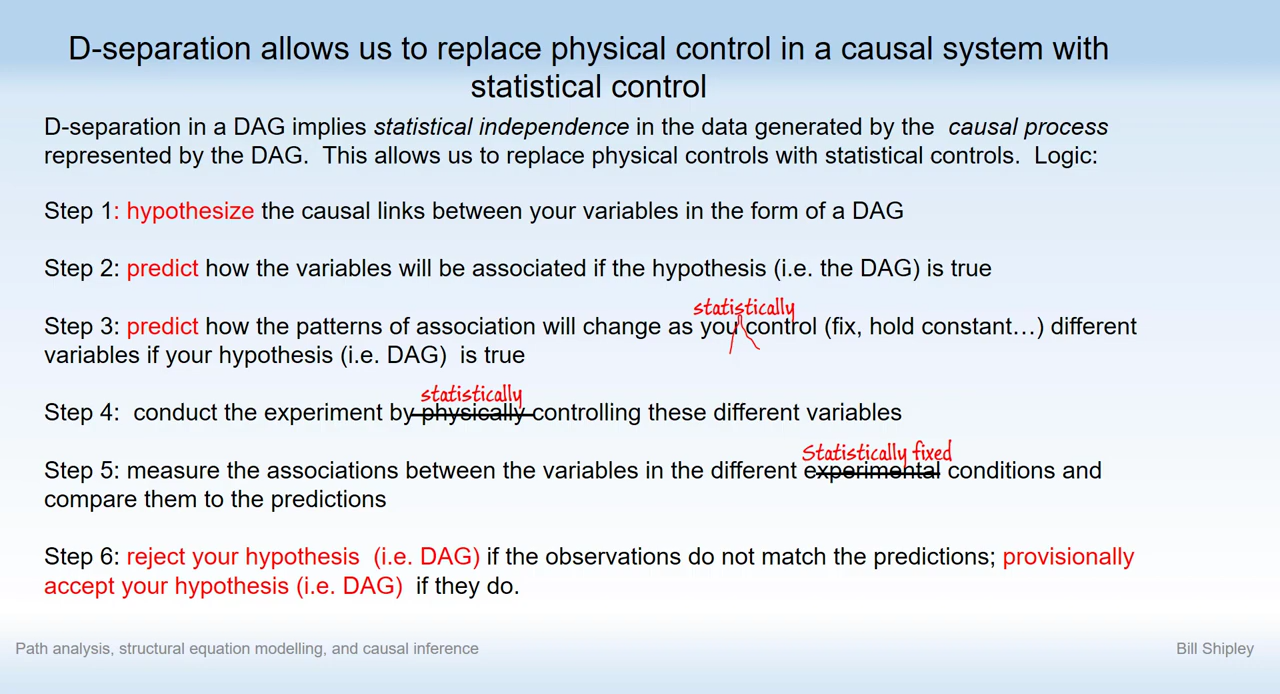 D-separation allows us to replace physical control in a causal system with
statistical control
D-separation in a DAG implies statistical independence in the data generated by the causal process
represented by the DAG. This allows us to replace physical controls with statistical controls. Logic:
Step 1: hypothesize the causal links between your variables in the form of a DAG
Step 2: predict how the variables will be associated if the hypothesis (i.e. the DAG) is true
statistically
Step 3: predict how the patterns of association will change as you control (fix, hold constant…) different
variables if your hypothesis (i.e. DAG) is true
statistically
Step 4: conduct the experiment by physically controlling these different variables
Statistically fixed
Step 5: measure the associations between the variables in the different experimental conditions and
compare them to the predictions
Step 6: reject your hypothesis (i.e. DAG) if the observations do not match the predictions; provisionally
accept your hypothesis (i.e. DAG) if they do.
Path analysis, structural equation modelling, and causal inference
Bill Shipley